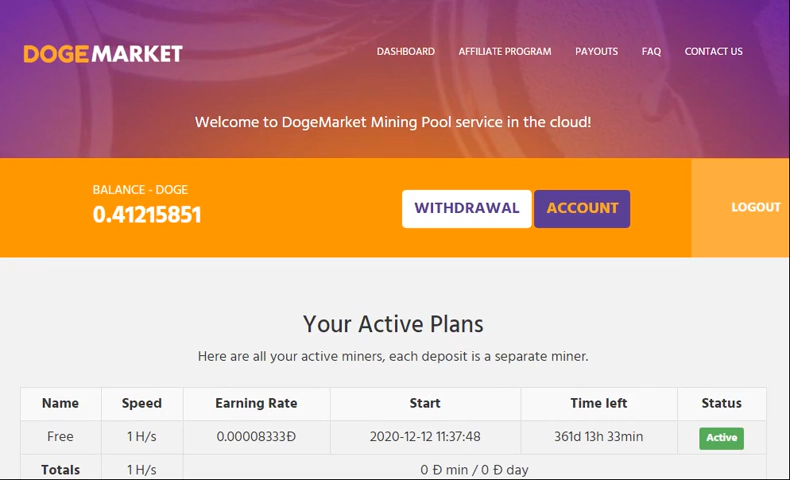 DOGEMARKET
DASHBOARD AFFILIATE PROGRAM PAYOUTS FAQ CONTACT US
Welcome to DogeMarket Mining Pool service in the cloud!
BALANCE - DOGE
0.41215851
WITHDRAWAL ACCOUNT LOGOUT
Your Active Plans
Here are all your active miners, each deposit is a separate miner.
Name Speed Earning Rate Start Time left Status
Free 1 H/s 0.00008333Ð 2020-12-12 11:37:48 361d 13h 33min Active
Totals 1 H/s 0 Ð min / 0 Ð day